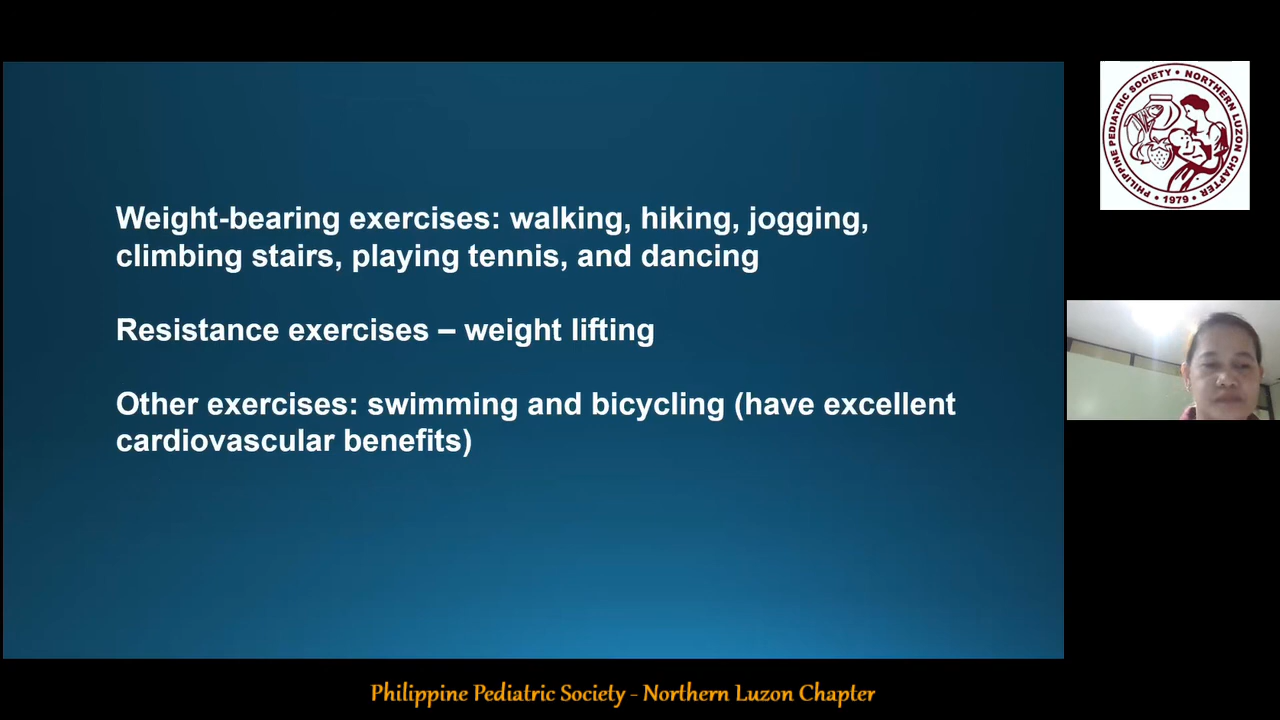 Weight-bearing exercises: walking, hiking, jogging,
climbing stairs, playing tennis, and dancing
Resistance exercises – weight lifting
Other exercises: swimming and bicycling (have excellent
cardiovascular benefits)
PHILIPPINE PEDIATRIC SOCIETY • NORTHERN LUZON CHAPTER
• 1979 •
Philippine Pediatric Society - Northern Luzon Chapter